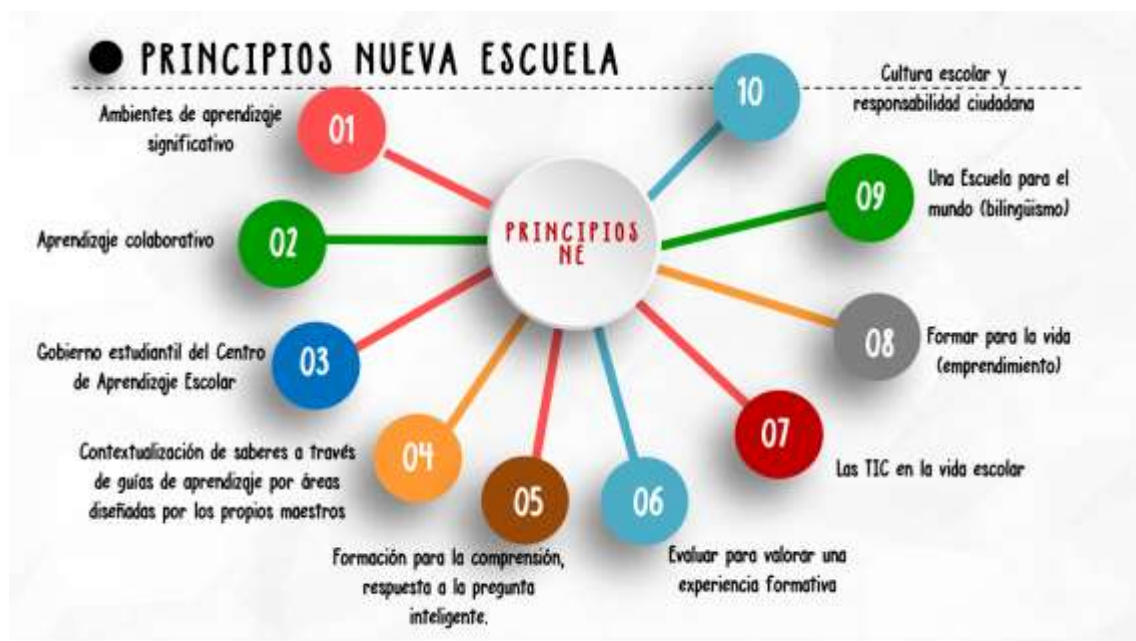 PRINCIPIOS NUEVA ESCUELA
01
Ambientes de aprendizaje
significativo
02
Aprendizaje colaborativo
03
Gobierno estudiantil del Centro
de Aprendizaje Escolar
04
Contextualización de saberes a través
de guías de aprendizaje por áreas
diseñadas por los propios maestros
05
Formación para la comprensión,
respuesta a la pregunta
inteligente.
06
Evaluar para valorar una
experiencia formativa
07
Las TIC en la vida escolar
08
Formar para la vida
(emprendimiento)
09
Una Escuela para el
mundo (bilingüismo)
10
Cultura escolar y
responsabilidad ciudadana
PRINCIPIOS
NE